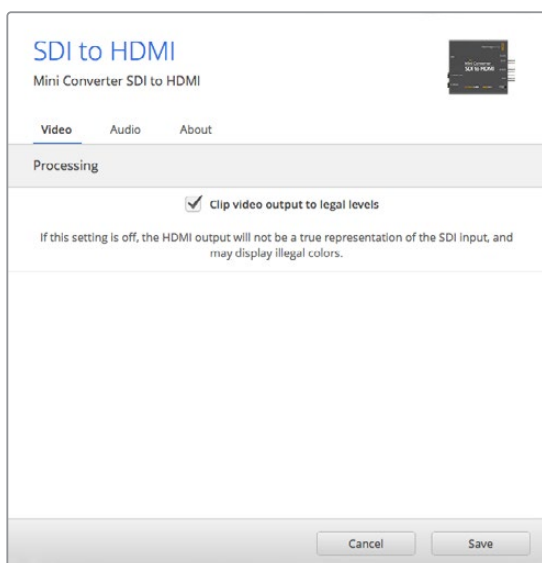 SDI to HDMI
Mini Converter SDI to HDMI
Video Audio About
Processing
Clip video output to legal levels
If this setting is off, the HDMI output will not be a true representation of the SDI input, and
may display illegal colors.
Cancel Save